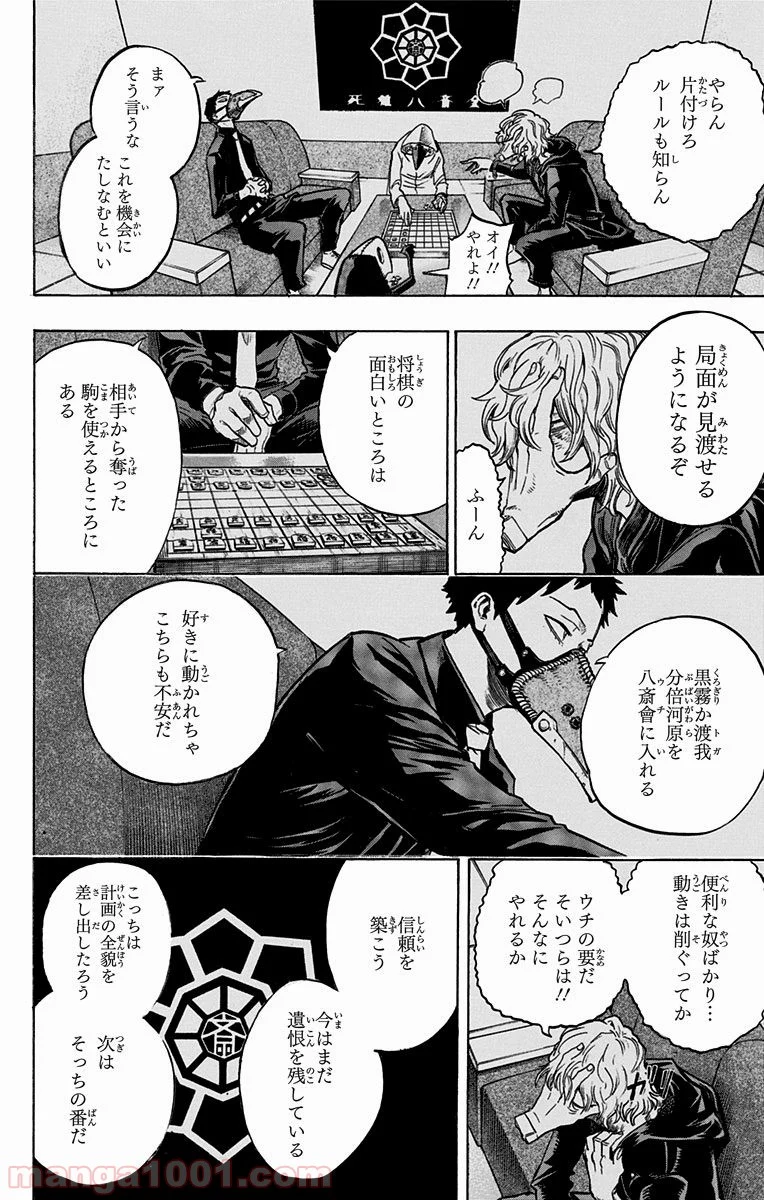 やらん
片付けろ
ルールも知らん
オイ!!
やれよ!!
まァ
そう言うな
これを機会に
たしなむといい
死穢八斎會
局面が見渡せる
ようになるぞ
ふーん
将棋の
面白いところは
相手から奪った
駒を使えるところに
ある
黒霧か渡我
分倍河原を
八斎會に入れる
好きに動かれちゃ
こちらも不安だ
便利な奴ばかり…
動きは削ぐってか
ウチの要だ
そいつらは!!
そんなに
やれるか
信頼を
築こう
今はまだ
遺恨を残している
こっちは
計画の全貌を
差し出したろう
次は
そっちの番だ
manga1001.com